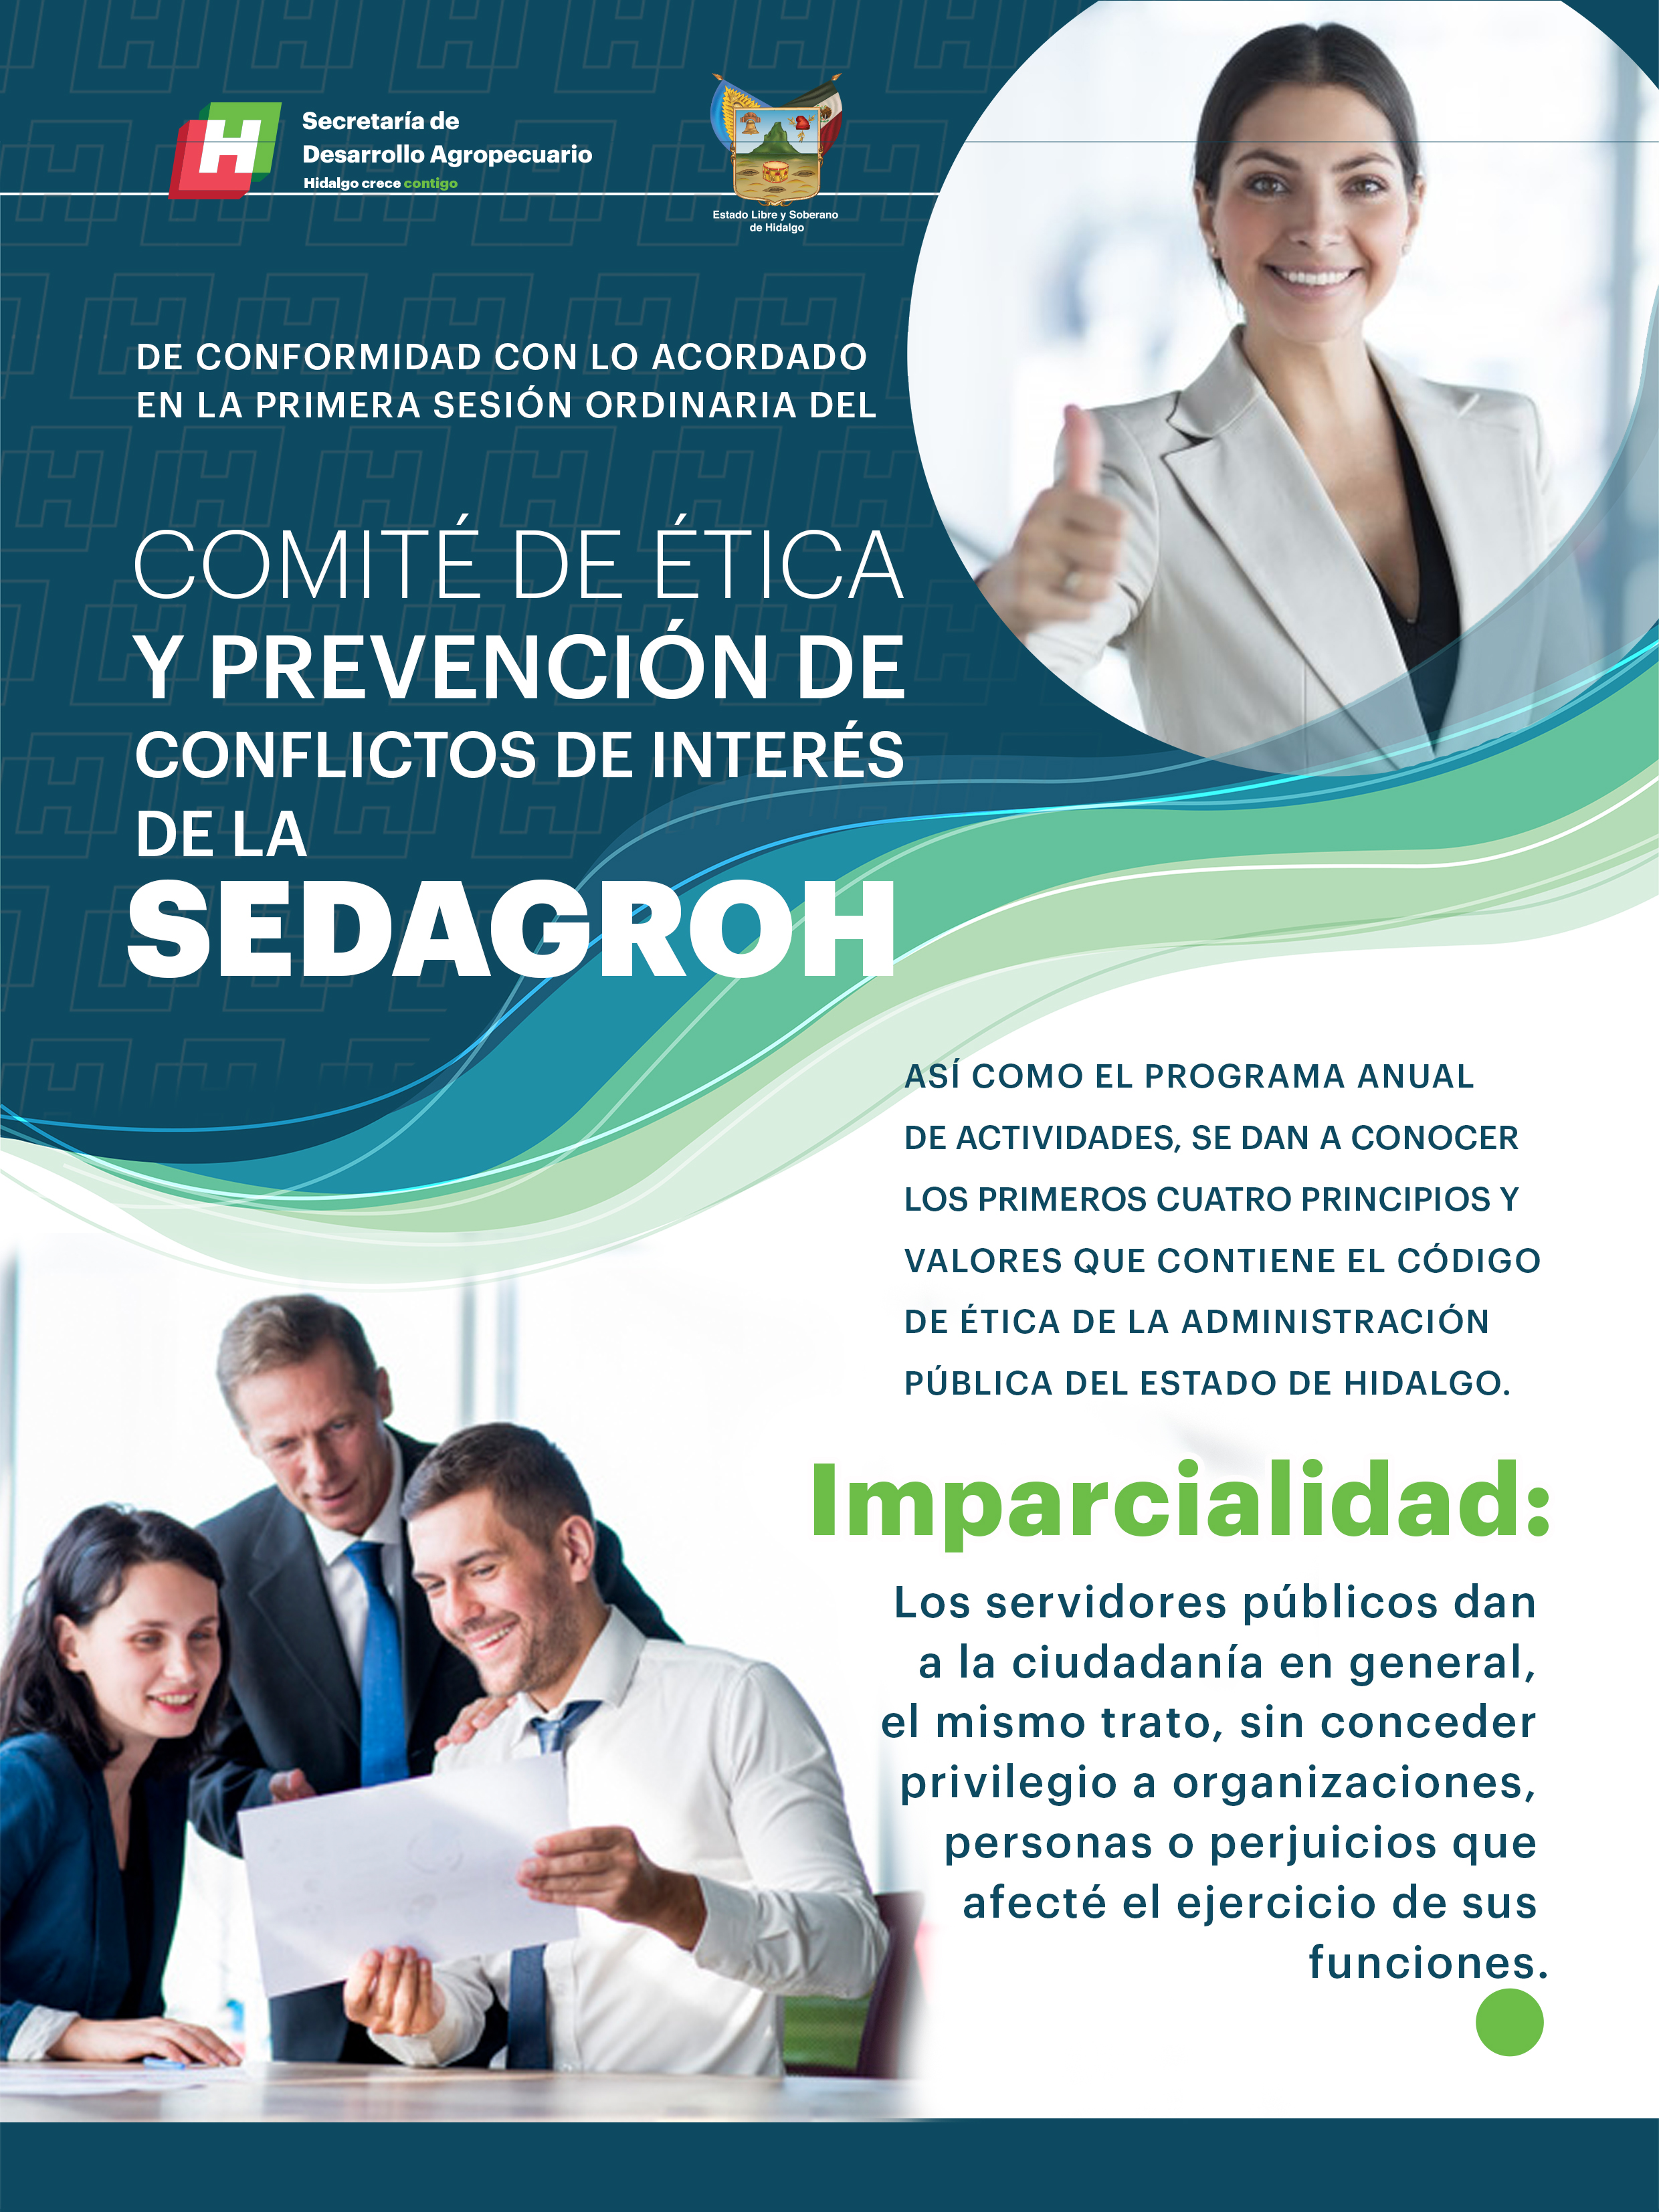 Secretaría de
Desarrollo Agropecuario
Hidalgo crece contigo
Estado Libre y Soberano
de Hidalgo
DE CONFORMIDAD CON LO ACORDADO
EN LA PRIMERA SESIÓN ORDINARIA DEL
COMITÉ DE ÉTICA
Y PREVENCIÓN DE
CONFLICTOS DE INTERÉS
DE LA
SEDAGROH
ASÍ COMO EL PROGRAMA ANUAL
DE ACTIVIDADES, SE DAN A CONOCER
LOS PRIMEROS CUATRO PRINCIPIOS Y
VALORES QUE CONTIENE EL CÓDIGO
DE ÉTICA DE LA ADMINISTRACIÓN
PÚBLICA DEL ESTADO DE HIDALGO.
Imparcialidad:
Los servidores públicos dan
a la ciudadanía en general,
el mismo trato, sin conceder
privilegio a organizaciones,
personas o perjuicios que
afecté el ejercicio de sus
funciones.